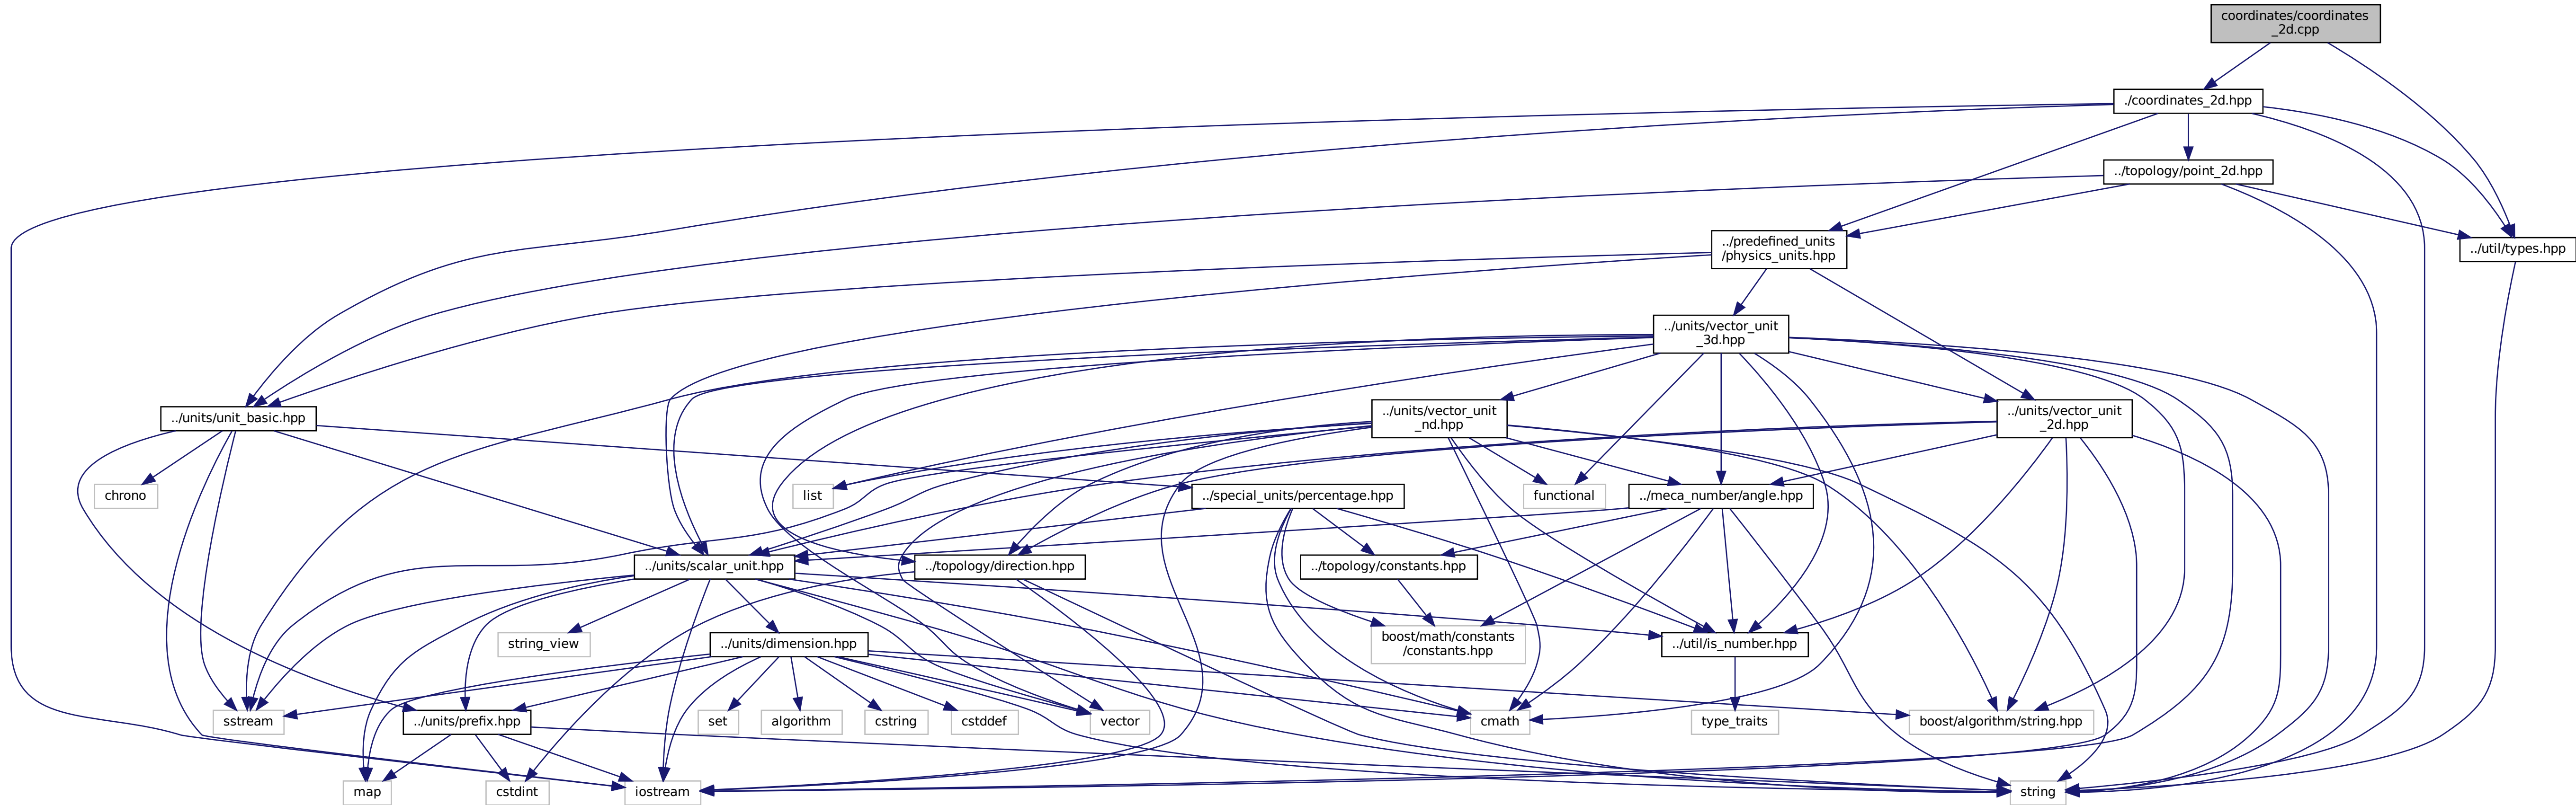 coordinates/coordinates
_2d.cpp
./coordinates_2d.hpp
../topology/point_2d.hpp
../predefined_units
/physics_units.hpp
../util/types.hpp
../units/vector_unit
_3d.hpp
../units/unit_basic.hpp
../units/vector_unit
_nd.hpp
../units/vector_unit
_2d.hpp
chrono
list
../special_units/percentage.hpp
functional
../meca_number/angle.hpp
../units/scalar_unit.hpp
../topology/direction.hpp
../topology/constants.hpp
string_view
../units/dimension.hpp
boost/math/constants
/constants.hpp
../util/is_number.hpp
sstream
../units/prefix.hpp
set
algorithm
cstring
cstddef
vector
cmath
type_traits
boost/algorithm/string.hpp
map
cstdint
iostream
string